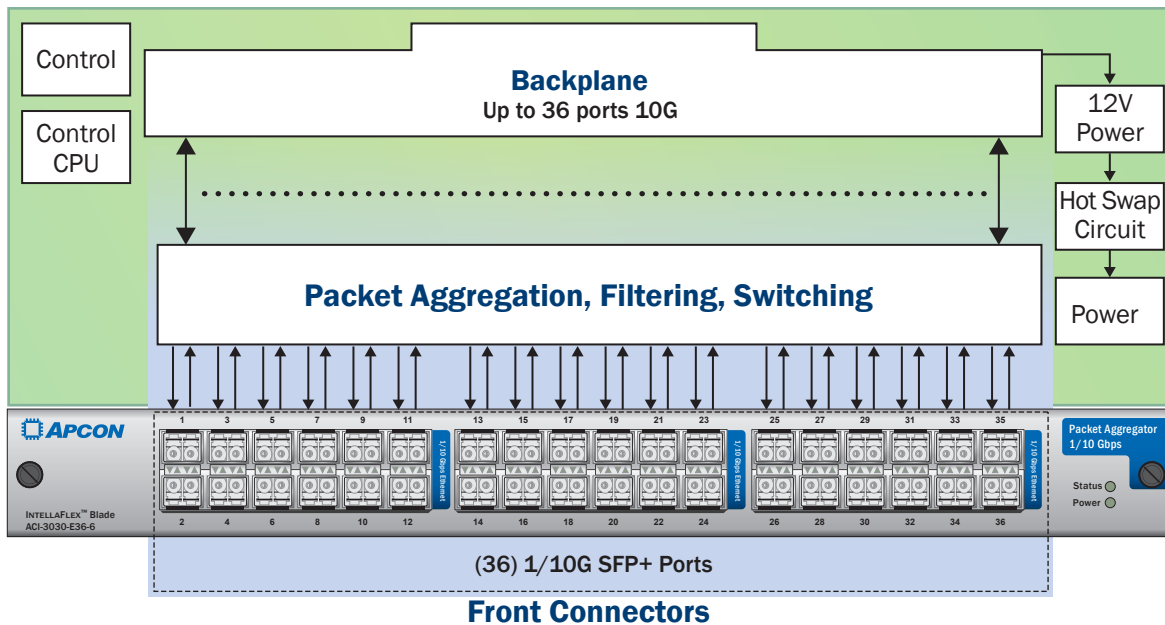 Control
Control
CPU
Backplane
Up to 36 ports 10G
12V
Power
Hot Swap
Circuit
Power
Packet Aggregation, Filtering, Switching
1 3 5 7 9 11 13 15 17 19 21 23 25 27 29 31 33 35
APCON
1/10 Gbps Ethernet
1/10 Gbps Ethernet
1/10 Gbps Ethernet
Packet Aggregator
1/10 Gbps
Status
Power
INTELLAFLEX™ Blade
ACI-3030-E36-6
2 4 6 8 10 12 14 16 18 20 22 24 26 28 30 32 34 36
(36) 1/10G SFP+ Ports
Front Connectors